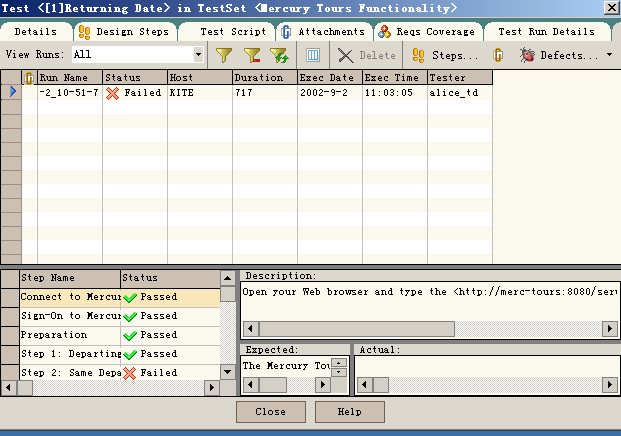 Test <[1]Returning Date> in TestSet <Mercury Tours Functionality>
Details Design Steps Test Script Attachments Reqs Coverage Test Run Details
View Runs: All Delete Steps... Defects...
Run Name Status Host Duration Exec Date Exec Time Tester
-2_10-51-7 Failed KITE 717 2002-9-2 11:03:05 alice_td
Step Name Status
Connect to Mercur Passed
Sign-On to Mercur Passed
Preparation Passed
Step 1: Departing Passed
Step 2: Same Depa Failed
Description:
Open your Web browser and type the <http://merc-tours:8080/serv
Expected:
The Mercury Tou
Actual:
Close Help